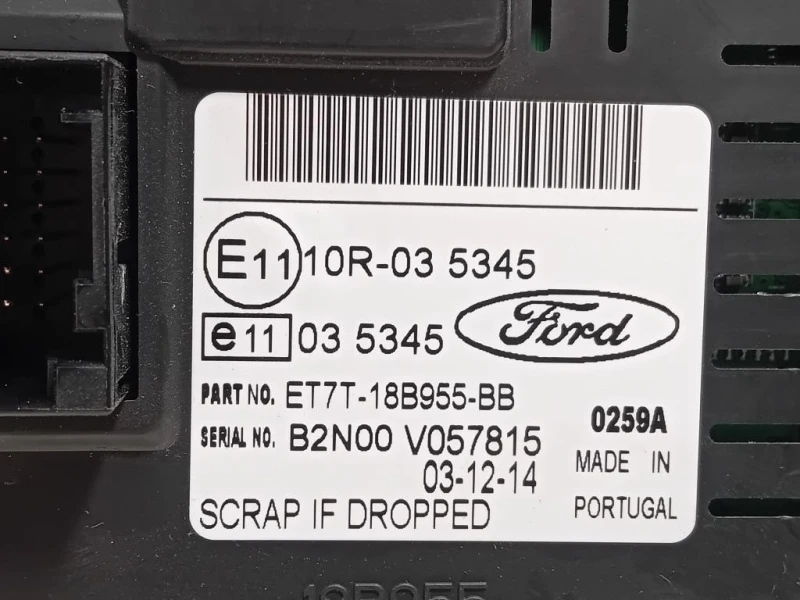 E11 10R-03 5345
e11 03 5345 Ford
PART NO. ET7T-18B955-BB
SERIAL NO. B2N00 V057815 0259A
03-12-14 MADE IN
SCRAP IF DROPPED PORTUGAL
18B955